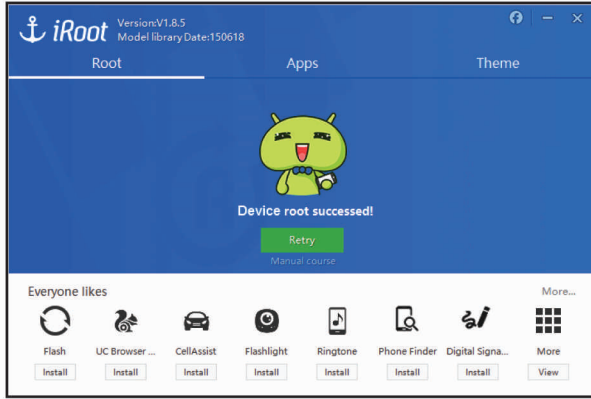 iRoot
Version:V1.8.5
Model library Date:150618
Root Apps Theme
Device root successed!
Retry
Manual course
Everyone likes More...
Flash UC Browser ... CellAssist Flashlight Ringtone Phone Finder Digital Signa... More
Install Install Install Install Install Install Install View